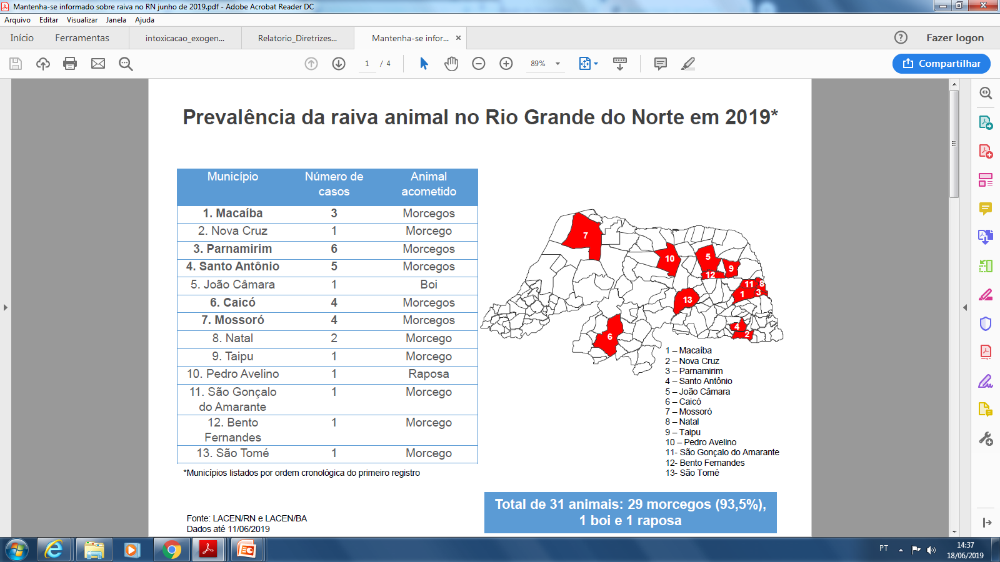 Mantenha-se informado sobre raiva no RN junho de 2019.pdf - Adobe Acrobat Reader DC
Arquivo Editar Visualizar Janela Ajuda
Início Ferramentas intoxicacao_exogen... Relatorio_Diretrizes... Mantenha-se infor... ×
Fazer logon
1 / 4 89%
Compartilhar
Prevalência da raiva animal no Rio Grande do Norte em 2019*
Município Número de casos Animal acometido
1. Macaíba 3 Morcegos
2. Nova Cruz 1 Morcego
3. Parnamirim 6 Morcegos
4. Santo Antônio 5 Morcegos
5. João Câmara 1 Boi
6. Caicó 4 Morcegos
7. Mossoró 4 Morcegos
8. Natal 2 Morcego
9. Taipu 1 Morcego
10. Pedro Avelino 1 Raposa
11. São Gonçalo do Amarante 1 Morcego
12. Bento Fernandes 1 Morcego
13. São Tomé 1 Morcego
*Municípios listados por ordem cronológica do primeiro registro
7
10
5
9
12
11 8
1 3
13
4
2
6
1 – Macaíba
2 – Nova Cruz
3 – Parnamirim
4 – Santo Antônio
5 – João Câmara
6 – Caicó
7 – Mossoró
8 – Natal
9 – Taipu
10 – Pedro Avelino
11- São Gonçalo do Amarante
12- Bento Fernandes
13- São Tomé
Total de 31 animais: 29 morcegos (93,5%),
1 boi e 1 raposa
Fonte: LACEN/RN e LACEN/BA
Dados até 11/06/2019
PT
14:37
18/06/2019